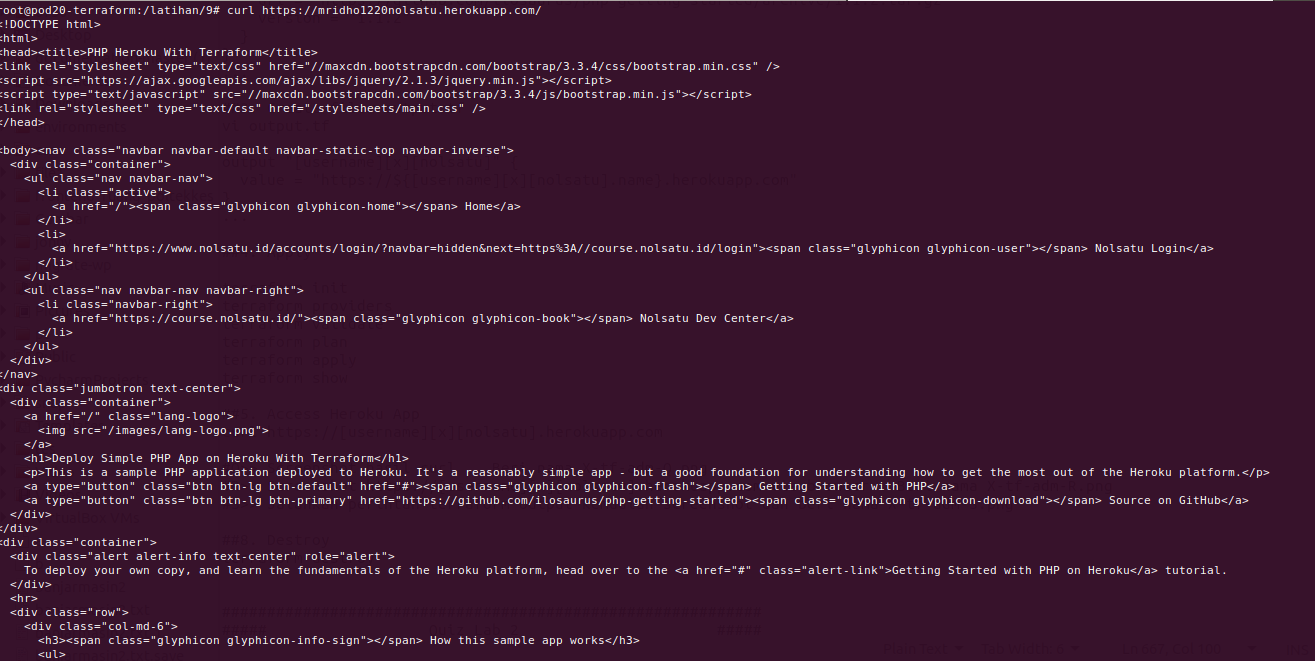 root@pod20-terraform:/latihan/9# curl https://mridho1220nolsatu.herokuapp.com/
<!DOCTYPE html>
<html>
<head><title>PHP Heroku With Terraform</title>
<link rel="stylesheet" type="text/css" href="//maxcdn.bootstrapcdn.com/bootstrap/3.3.4/css/bootstrap.min.css" />
<script src="https://ajax.googleapis.com/ajax/libs/jquery/2.1.3/jquery.min.js"></script>
<script type="text/javascript" src="//maxcdn.bootstrapcdn.com/bootstrap/3.3.4/js/bootstrap.min.js"></script>
<link rel="stylesheet" type="text/css" href="/stylesheets/main.css" />
</head>
<body><nav class="navbar navbar-default navbar-static-top navbar-inverse">
<div class="container">
<ul class="nav navbar-nav">
<li class="active">
<a href="/"><span class="glyphicon glyphicon-home"></span> Home</a>
</li>
<li>
<a href="https://www.nolsatu.id/accounts/login/?navbar=hidden&next=https%3A//course.nolsatu.id/login"><span class="glyphicon glyphicon-user"></span> Nolsatu Login</a>
</li>
</ul>
<ul class="nav navbar-nav navbar-right">
<li class="navbar-right">
<a href="https://course.nolsatu.id/"><span class="glyphicon glyphicon-book"></span> Nolsatu Dev Center</a>
</li>
</ul>
</div>
</nav>
<div class="jumbotron text-center">
<div class="container">
<a href="/" class="lang-logo">
<img src="/images/lang-logo.png">
</a>
<h1>Deploy Simple PHP App on Heroku With Terraform</h1>
<p>This is a sample PHP application deployed to Heroku. It's a reasonably simple app - but a good foundation for understanding how to get the most out of the Heroku platform.</p>
<a type="button" class="btn btn-lg btn-default" href="#"><span class="glyphicon glyphicon-flash"></span> Getting Started with PHP</a>
<a type="button" class="btn btn-lg btn-primary" href="https://github.com/ilosaurus/php-getting-started"><span class="glyphicon glyphicon-download"></span> Source on GitHub</a>
</div>
</div>
<div class="container">
<div class="alert alert-info text-center" role="alert">
To deploy your own copy, and learn the fundamentals of the Heroku platform, head over to the <a href="#" class="alert-link">Getting Started with PHP on Heroku</a> tutorial.
</div>
<hr>
<div class="row">
<div class="col-md-6">
<h3><span class="glyphicon glyphicon-info-sign"></span> How this sample app works</h3>
<ul>